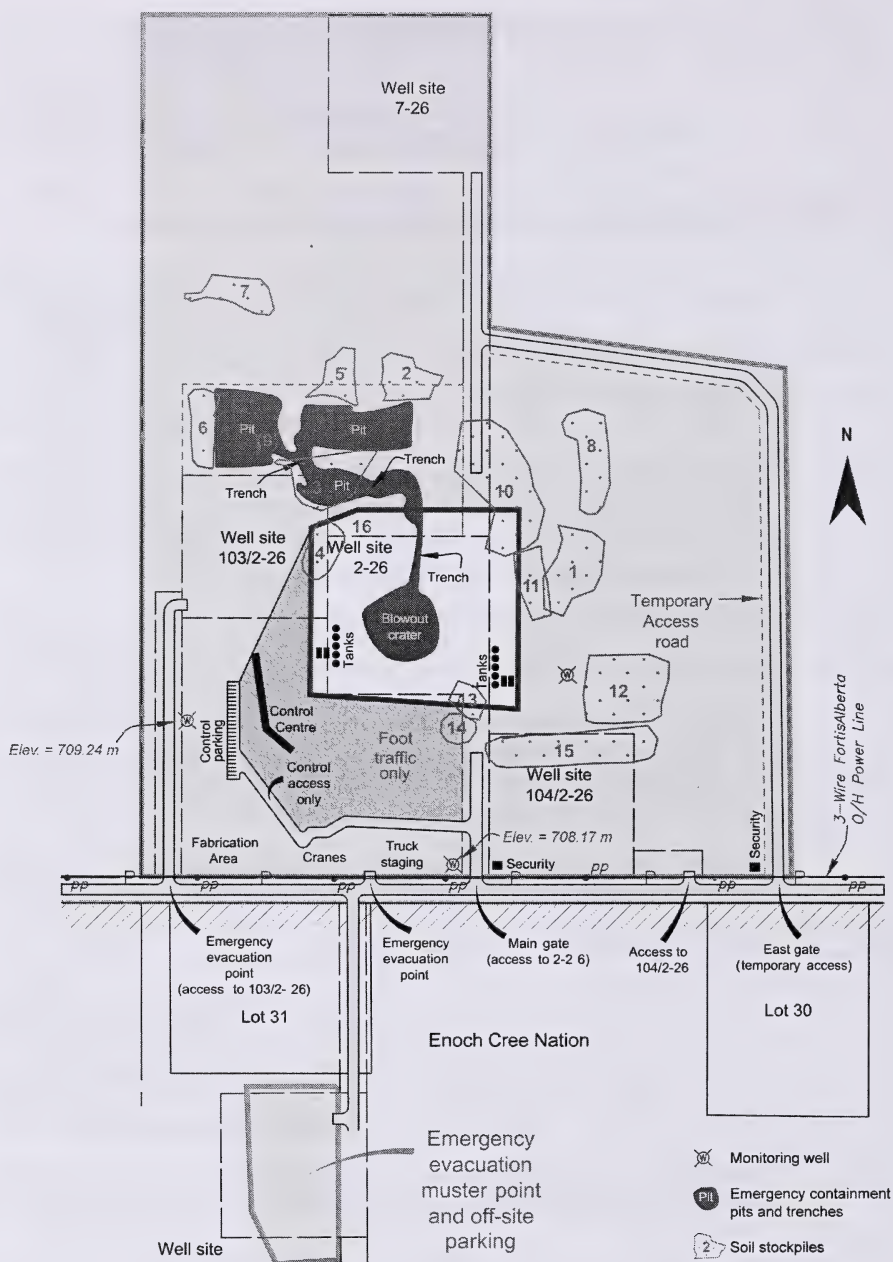 Well site
7-26
7
5
2
6
Pit
9
Pit
8
Trench
Trench
3
Pit
10
N
16
Well site
103/2-26
4
Well site
2-26
Trench
11
1
Temporary
Access
road
Blowout
crater
Tanks
Tanks
12
13
14
15
Control
parking
Control
Centre
Elev. = 709.24 m
Foot
traffic
only
Control
access
only
Well site
104/2-26
3-Wire FortisAlberta
O/H Power Line
Elev. = 708.17 m
Fabrication
Area
Cranes
Truck
staging
Security
Security
PP
PP
PP
PP
PP
PP
PP
Emergency
evacuation
point
(access to 103/2- 26)
Emergency
evacuation
point
Main gate
(access to 2-2 6)
Access to
104/2-26
East gate
(temporary access)
Lot 31
Lot 30
Enoch Cree Nation
Emergency
evacuation
muster point
and off-site
parking
Well site
W Monitoring well
Pit Emergency containment
pits and trenches
2 Soil stockpiles